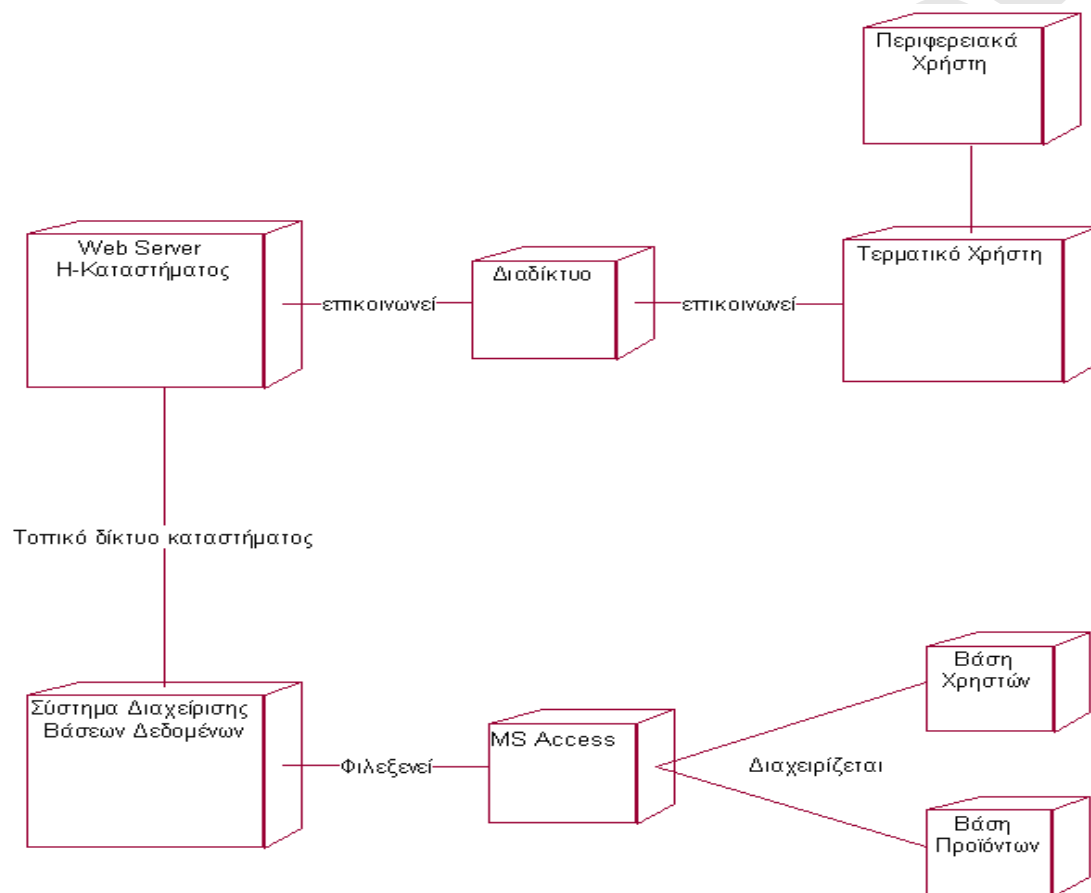 Περιφερειακά
Χρήστη
Web Server
Η-Καταστήματος
Διαδίκτυο
Τερματικό Χρήστη
επικοινωνεί
επικοινωνεί
Τοπικό δίκτυο καταστήματος
Σύστημα Διαχείρισης
Βάσεων Δεδομένων
Φιλεξενεί
MS Access
Διαχειρίζεται
Βάση
Χρηστών
Βάση
Προϊόντων